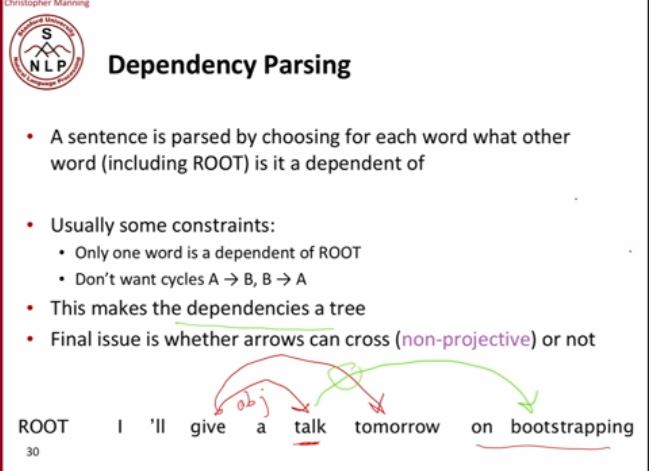 Christopher Manning
Stanford University
S
NLP
Natural Language Processing
Dependency Parsing
• A sentence is parsed by choosing for each word what other
word (including ROOT) is it a dependent of
• Usually some constraints:
• Only one word is a dependent of ROOT
• Don't want cycles A → B, B → A
• This makes the dependencies a tree
• Final issue is whether arrows can cross (non-projective) or not
obj
ROOT I 'll give a talk tomorrow on bootstrapping
30